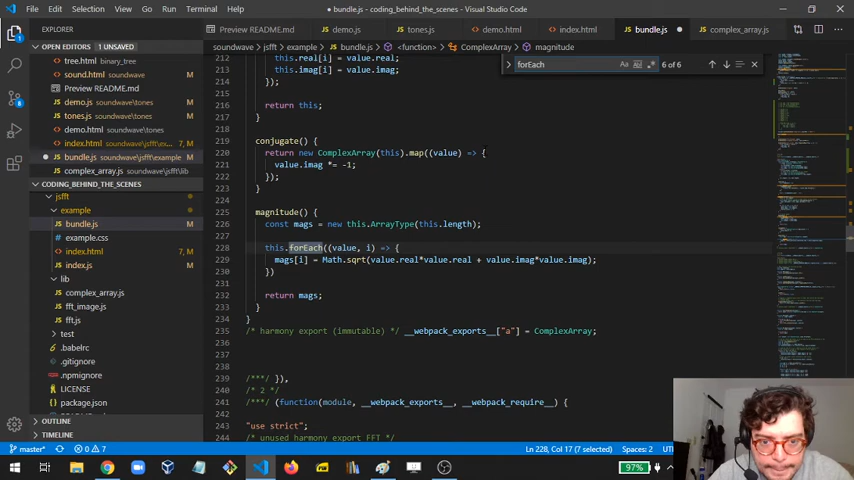 File Edit Selection View Go Run Terminal Help
● bundle.js - coding_behind_the_scenes - Visual Studio Code
EXPLORER
Preview README.md demo.js tones.js demo.html index.html bundle.js ● complex_array.js
OPEN EDITORS 1 UNSAVED
soundwave > jsfft > example > bundle.js > <function> > ComplexArray > magnitude
tree.html binary_tree
sound.html soundwave M
Preview README.md
demo.js soundwave\tones M
tones.js soundwave\tones M
demo.html soundwave\tones
index.html soundwave\jsfft\example M
bundle.js soundwave\jsfft\example M
complex_array.js soundwave\jsfft\lib
CODING_BEHIND_THE_SCENES
jsfft
example
bundle.js M
example.css
index.html M
index.js M
lib
complex_array.js
fft_image.js
fft.js
test
.babelrc
.gitignore
.npmignore
LICENSE
package.json
OUTLINE
TIMELINE
forEach Aa 6 of 6
212 this.real[i] = value.real;
213 this.imag[i] = value.imag;
214 });
215
216 return this;
217 }
218
219 conjugate() {
220 return new ComplexArray(this).map((value) => {
221 value.imag *= -1;
222 });
223 }
224
225 magnitude() {
226 const mags = new this.ArrayType(this.length);
227
228 this.forEach((value, i) => {
229 mags[i] = Math.sqrt(value.real*value.real + value.imag*value.imag);
230 })
231
232 return mags;
233 }
234 }
235 /* harmony export (immutable) */ __webpack_exports__["a"] = ComplexArray;
236
237
238
239 /***/ }),
240 /* 2 */
241 /***/ (function(module, __webpack_exports__, __webpack_require__) {
242
243 "use strict";
244 /* unused harmony export FFT */
master* 0 7
Ln 228, Col 17 (7 selected) Spaces: 2
97%